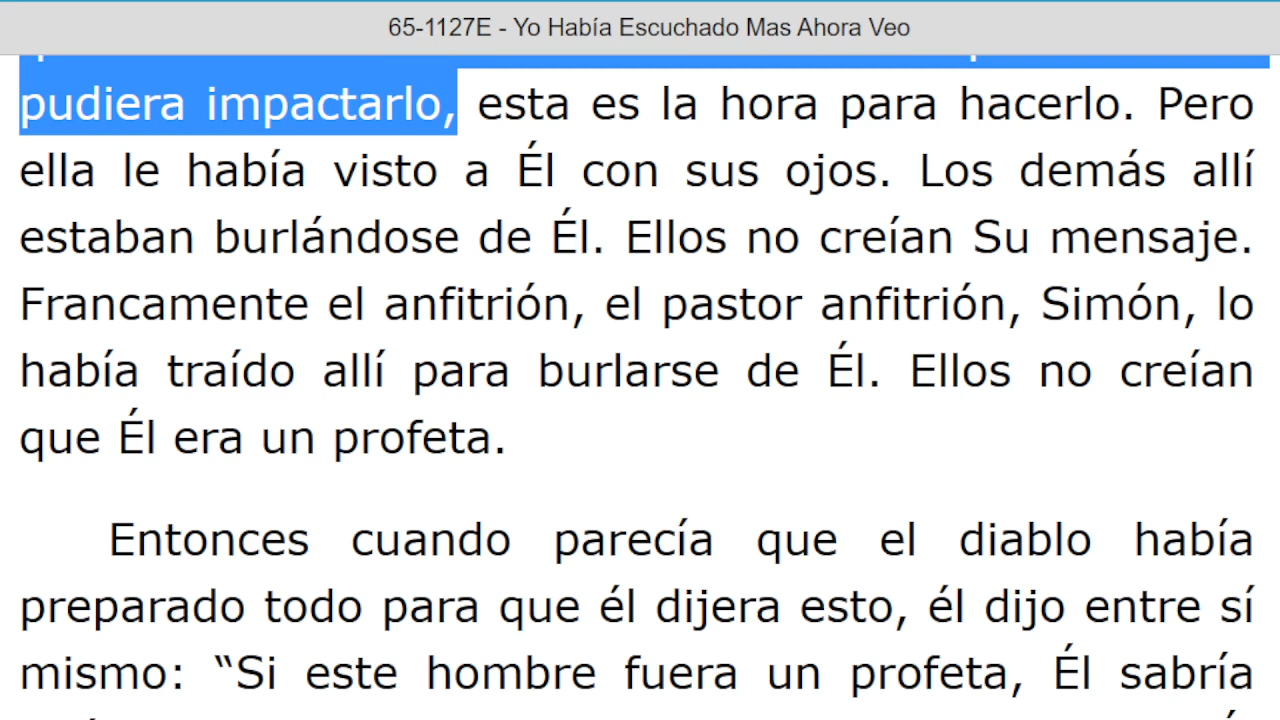 65-1127E - Yo Había Escuchado Mas Ahora Veo
pudiera impactarlo, esta es la hora para hacerlo. Pero
ella le había visto a Él con sus ojos. Los demás allí
estaban burlándose de Él. Ellos no creían Su mensaje.
Francamente el anfitrión, el pastor anfitrión, Simón, lo
había traído allí para burlarse de Él. Ellos no creían
que Él era un profeta.
Entonces cuando parecía que el diablo había
preparado todo para que él dijera esto, él dijo entre sí
mismo: “Si este hombre fuera un profeta, Él sabría